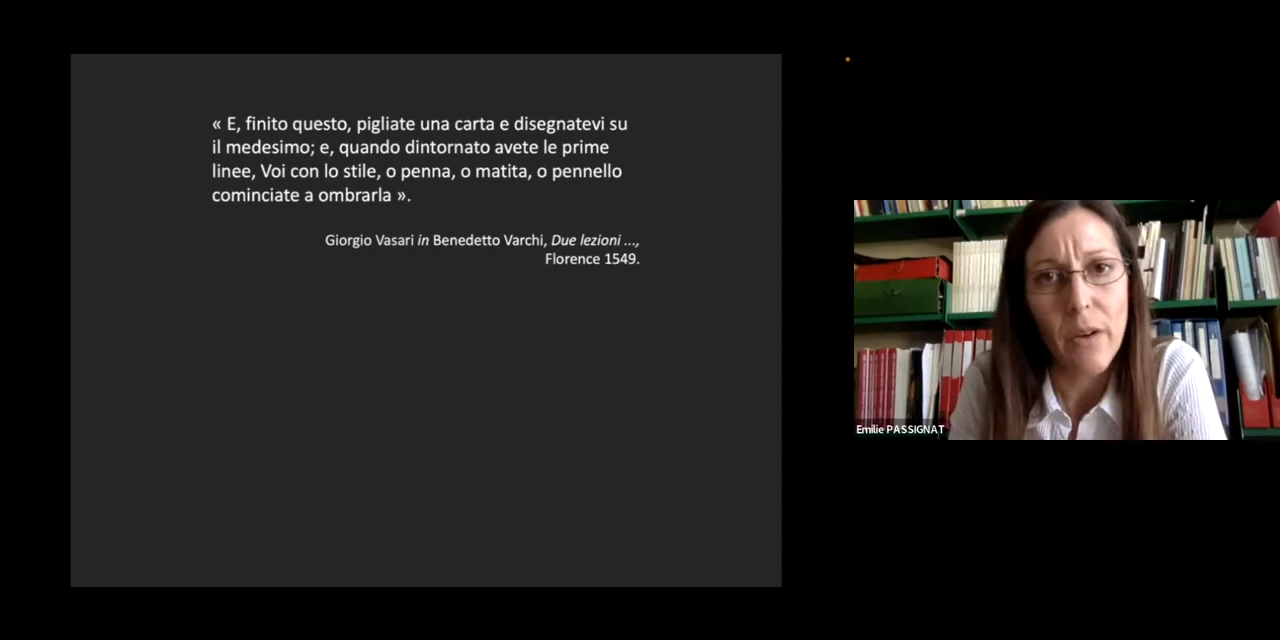 « E, finito questo, pigliate una carta e disegnatevi su
il medesimo; e, quando dintornato avete le prime
linee, Voi con lo stile, o penna, o matita, o pennello
cominciate a ombrarla ».
Giorgio Vasari in Benedetto Varchi, Due lezioni ...,
Florence 1549.
Emilie PASSIGNAT